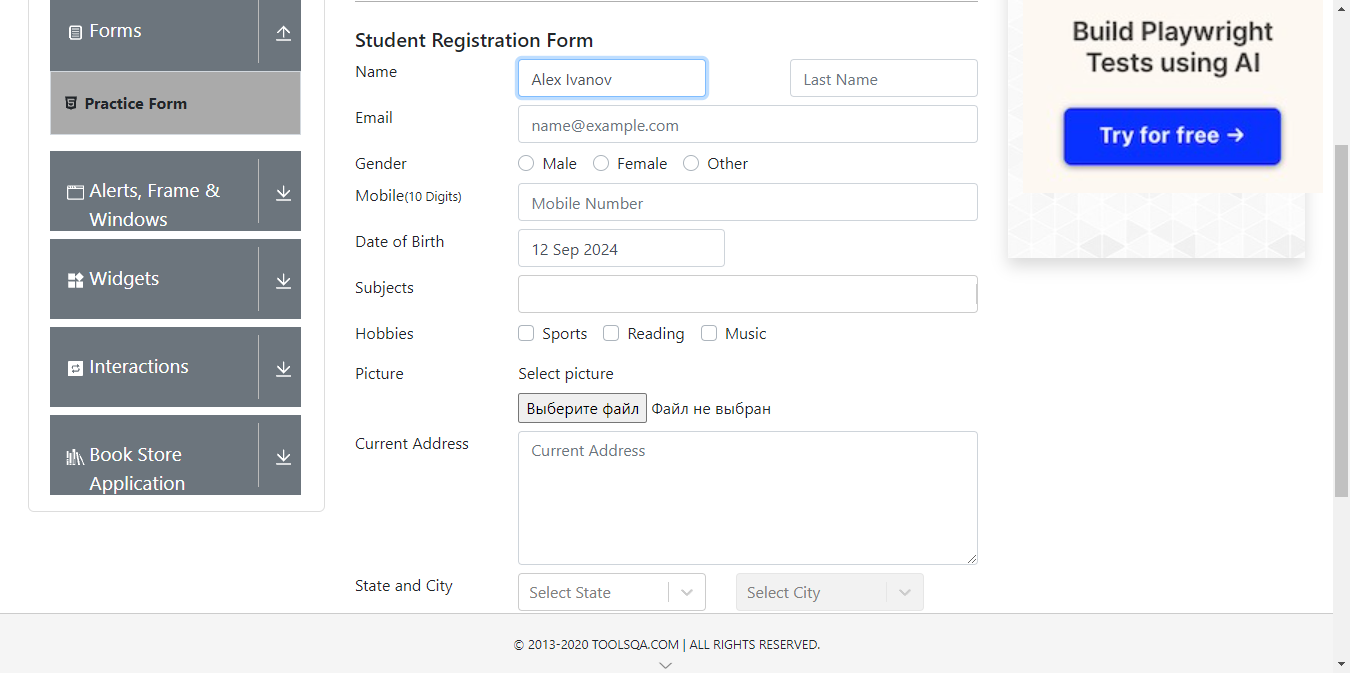 Forms
Practice Form
Alerts, Frame &
Windows
Widgets
Interactions
Book Store
Application
Student Registration Form
Name Alex Ivanov Last Name
Email name@example.com
Gender Male Female Other
Mobile(10 Digits) Mobile Number
Date of Birth 12 Sep 2024
Subjects
Hobbies Sports Reading Music
Picture Select picture
Выберите файл Файл не выбран
Current Address Current Address
State and City Select State Select City
Build Playwright
Tests using AI
Try for free →
© 2013-2020 TOOLSQA.COM | ALL RIGHTS RESERVED.